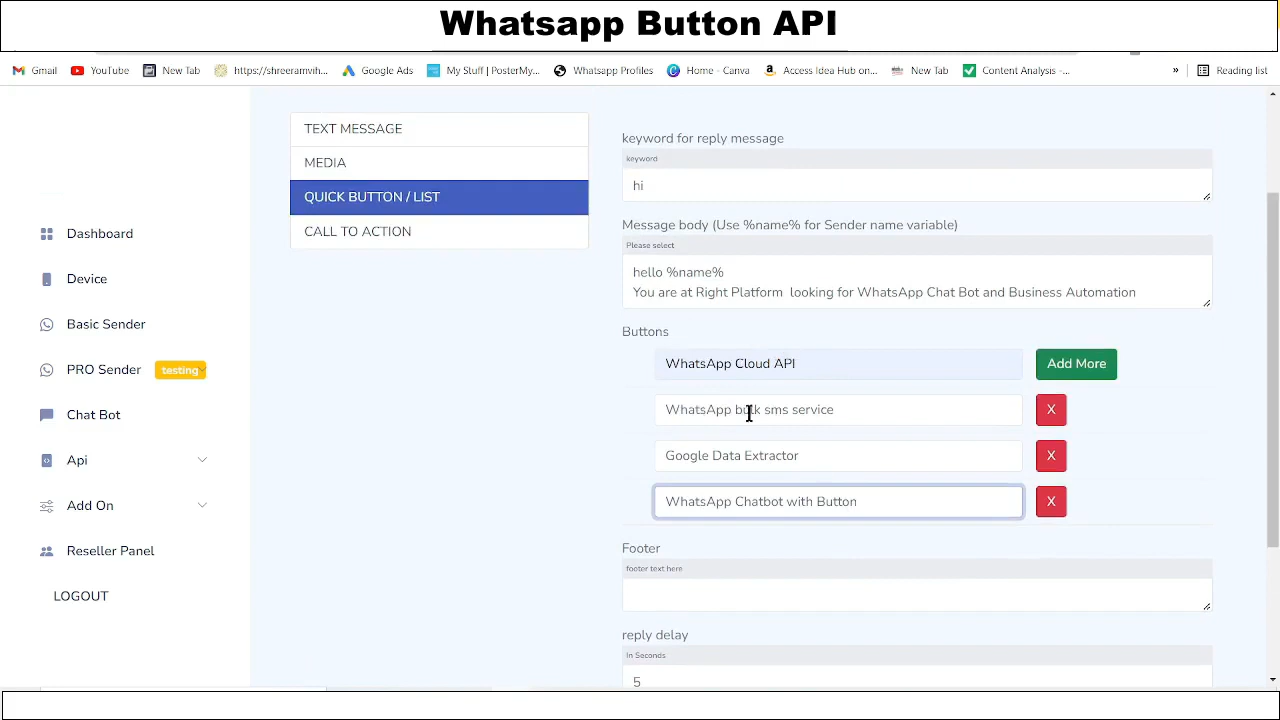 Whatsapp Button API
Gmail
YouTube
New Tab
https://shreeramvih...
Google Ads
My Stuff | PosterMy...
Whatsapp Profiles
Home - Canva
Access Idea Hub on...
New Tab
Content Analysis -...
»
Reading list
TEXT MESSAGE
MEDIA
QUICK BUTTON / LIST
CALL TO ACTION
Dashboard
Device
Basic Sender
PRO Sender testing
Chat Bot
Api
Add On
Reseller Panel
LOGOUT
keyword for reply message
keyword
hi
Message body (Use %name% for Sender name variable)
Please select
hello %name%
You are at Right Platform looking for WhatsApp Chat Bot and Business Automation
Buttons
WhatsApp Cloud API
Add More
WhatsApp bulk sms service
X
Google Data Extractor
X
WhatsApp Chatbot with Button
X
Footer
footer text here
reply delay
In Seconds
5